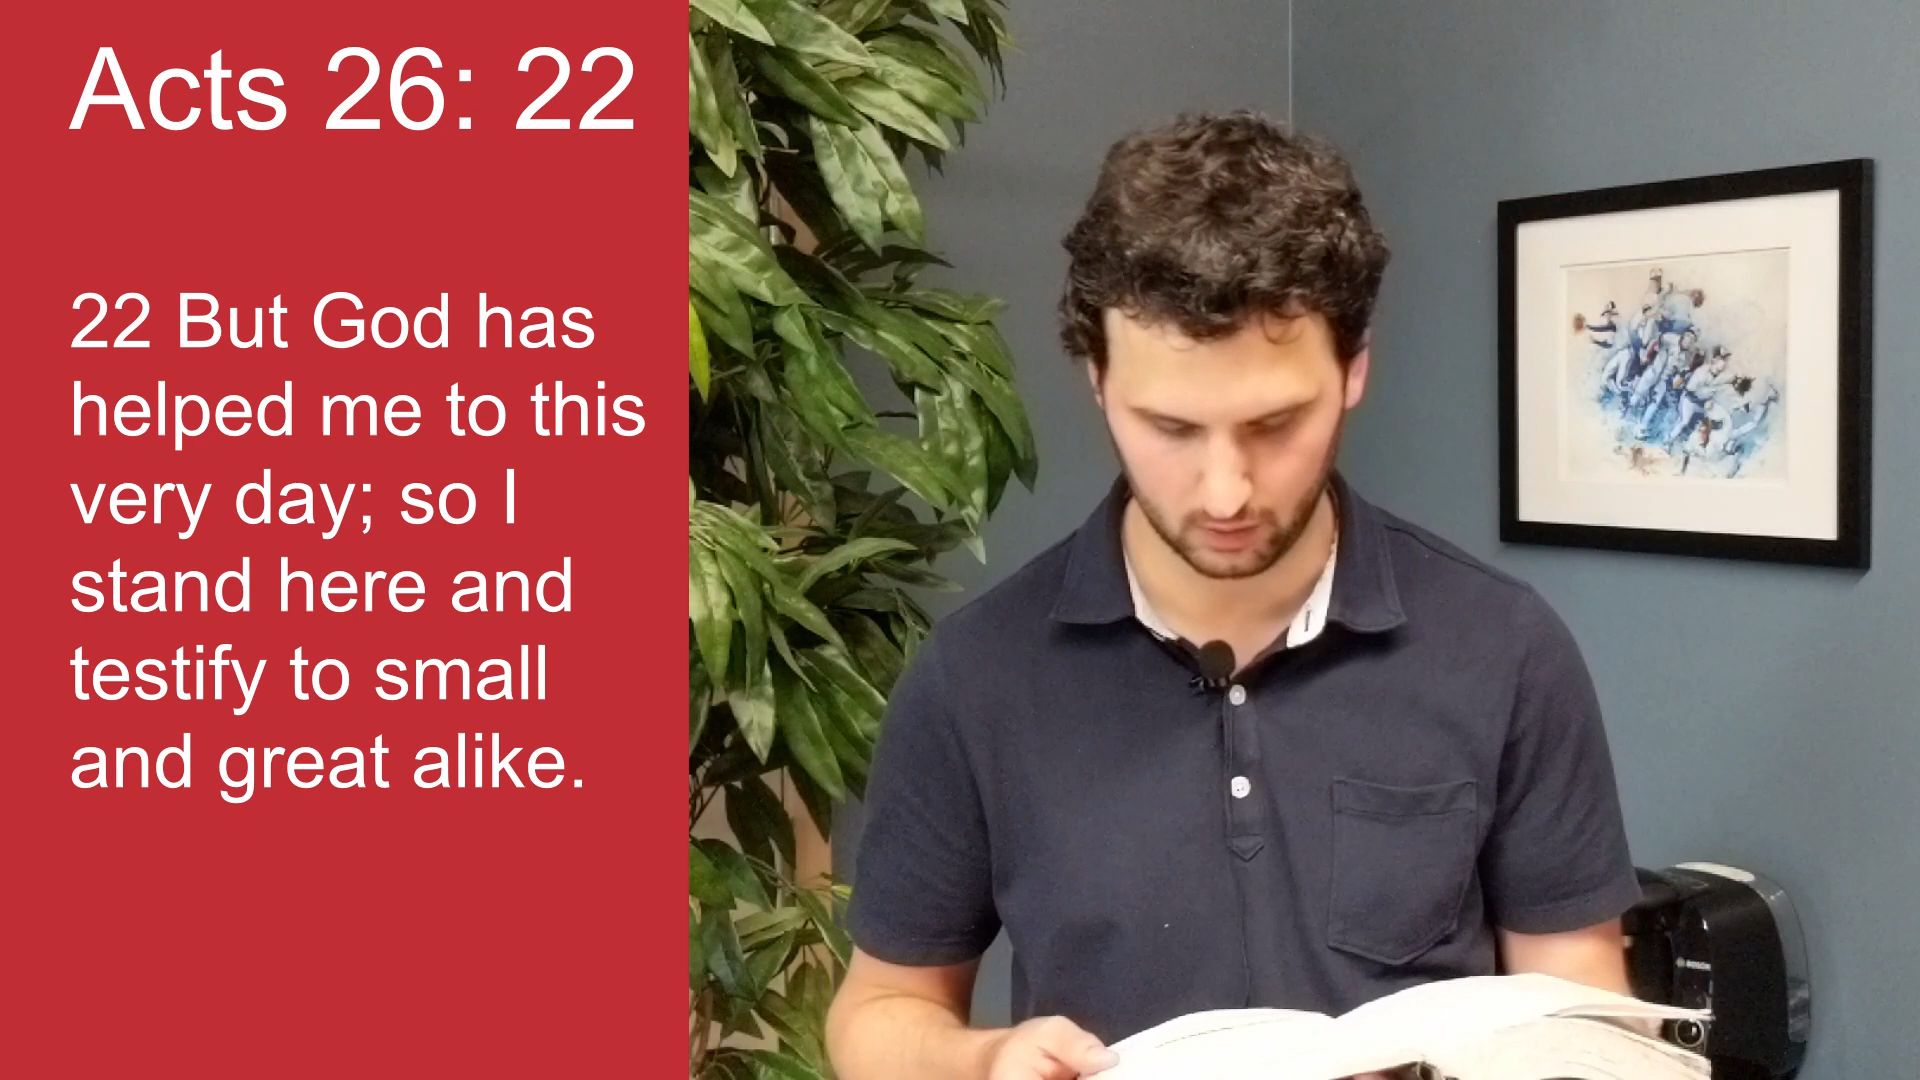 Acts 26: 22
22 But God has
helped me to this
very day; so I
stand here and
testify to small
and great alike.
BOSCH